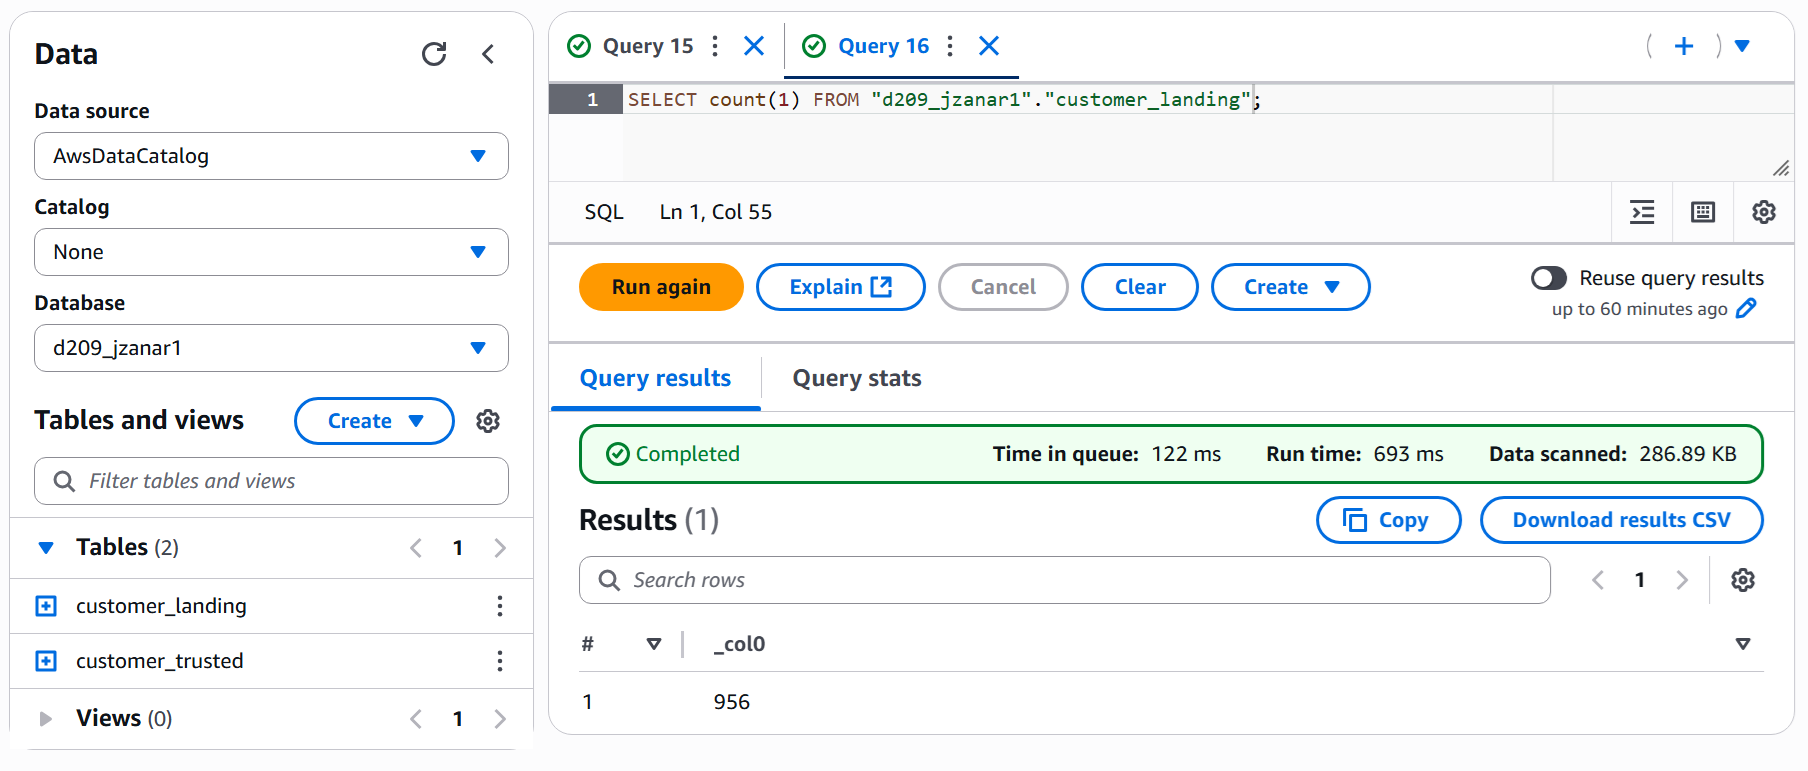 Data
Data source
AwsDataCatalog
Catalog
None
Database
d209_jzanar1
Tables and views
Create
Filter tables and views
Tables (2)
1
customer_landing
customer_trusted
Views (0)
1
Query 15
Query 16
1 SELECT count(1) FROM "d209_jzanar1"."customer_landing";
SQL Ln 1, Col 55
Run again Explain Cancel Clear Create
Reuse query results
up to 60 minutes ago
Query results Query stats
Completed Time in queue: 122 ms Run time: 693 ms Data scanned: 286.89 KB
Results (1) Copy Download results CSV
Search rows 1
# _col0
1 956